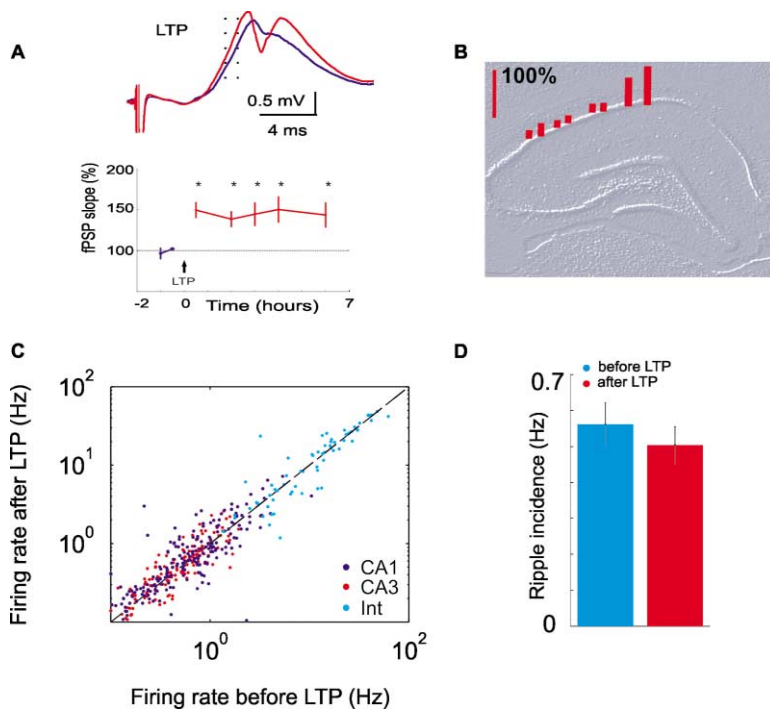 A
LTP
0.5 mV
4 ms
fPSP slope (%)
200
150
100
* * * * *
LTP
-2 0 Time (hours) 7
B
100%
C
Firing rate after LTP (Hz)
10²
10¹
10⁰
CA1
CA3
Int
10⁰ 10²
Firing rate before LTP (Hz)
D
before LTP
after LTP
Ripple incidence (Hz)
0.7
0